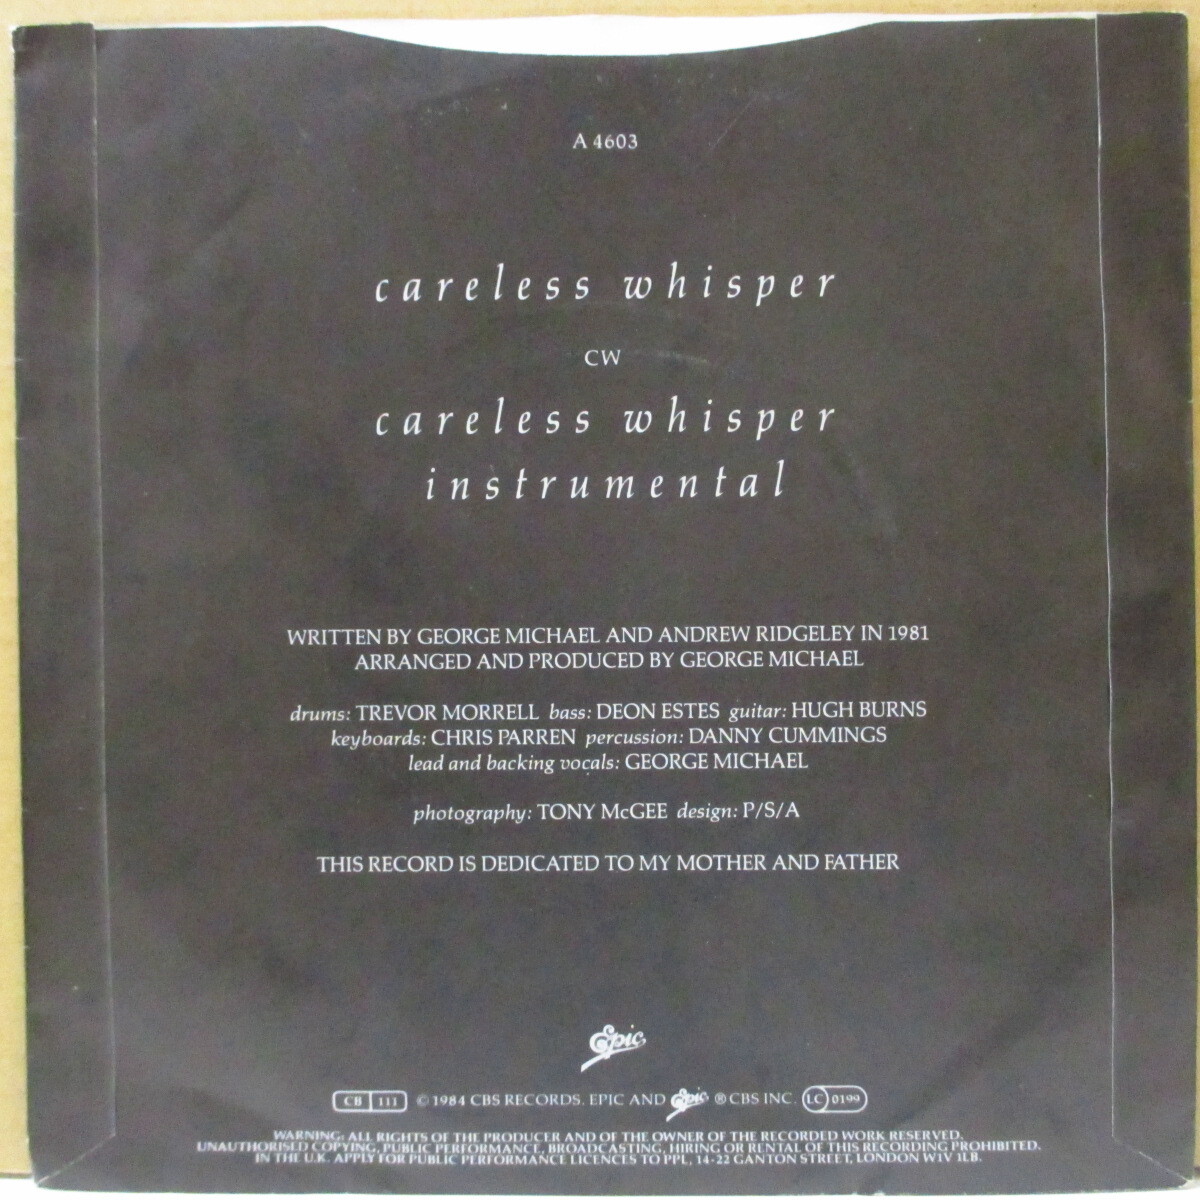 A 4603
careless whisper
CW
careless whisper
instrumental
WRITTEN BY GEORGE MICHAEL AND ANDREW RIDGELEY IN 1981
ARRANGED AND PRODUCED BY GEORGE MICHAEL
drums: TREVOR MORRELL bass: DEON ESTES guitar: HUGH BURNS
keyboards: CHRIS PARREN percussion: DANNY CUMMINGS
lead and backing vocals: GEORGE MICHAEL
photography: TONY McGEE design: P/S/A
THIS RECORD IS DEDICATED TO MY MOTHER AND FATHER
Epic
CB 111 © 1984 CBS RECORDS. EPIC AND Epic ® CBS INC. LC 0199
WARNING: ALL RIGHTS OF THE PRODUCER AND OF THE OWNER OF THE RECORDED WORK RESERVED.
UNAUTHORISED COPYING, PUBLIC PERFORMANCE, BROADCASTING, HIRING OR RENTAL OF THIS RECORDING PROHIBITED.
IN THE U.K. APPLY FOR PUBLIC PERFORMANCE LICENCES TO PPL, 14-22 GANTON STREET, LONDON W1V 1LB.